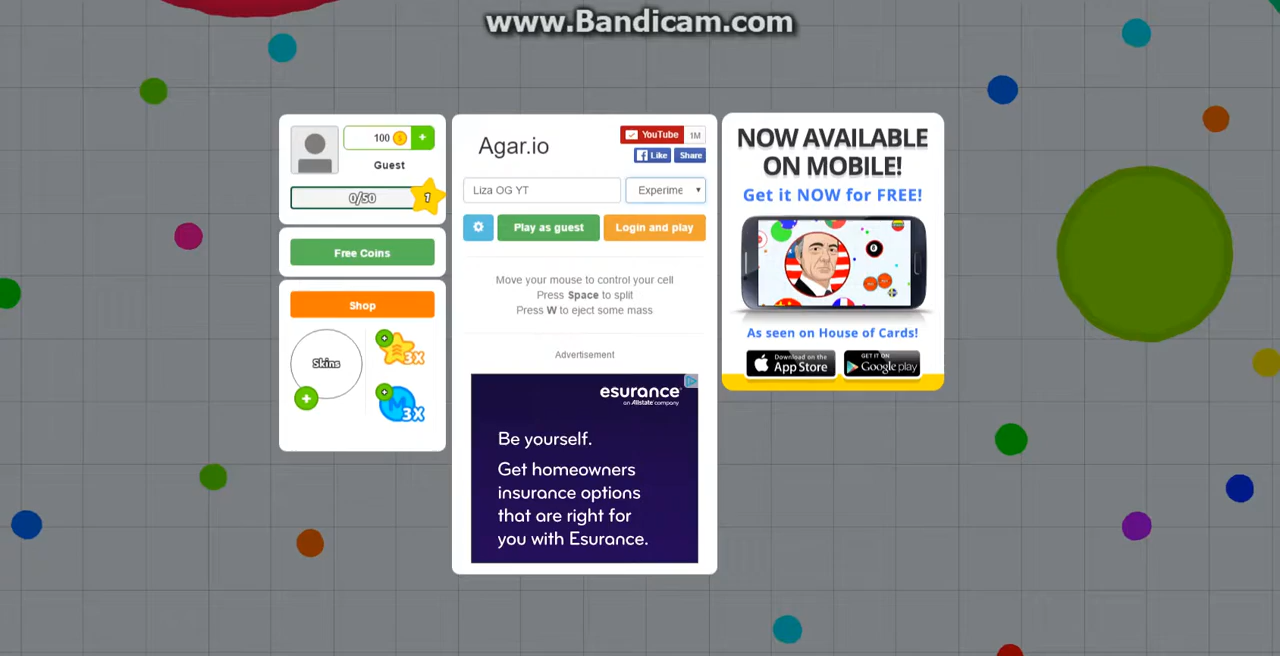 www.Bandicam.com
100
Guest
0/50
1
Free Coins
Shop
Skins
3X
M
3X
Agar.io
YouTube 1M
Like Share
Liza OG YT
Experime
Play as guest
Login and play
Move your mouse to control your cell
Press Space to split
Press W to eject some mass
Advertisement
esurance
an Allstate company
Be yourself.
Get homeowners
insurance options
that are right for
you with Esurance.
NOW AVAILABLE
ON MOBILE!
Get it NOW for FREE!
8
As seen on House of Cards!
Download on the
App Store
GET IT ON
Google play